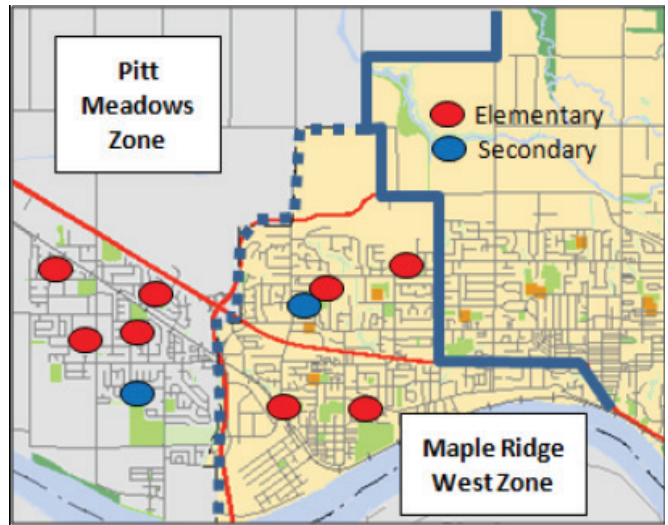 Pitt
Meadows
Zone
Elementary
Secondary
Maple Ridge
West Zone